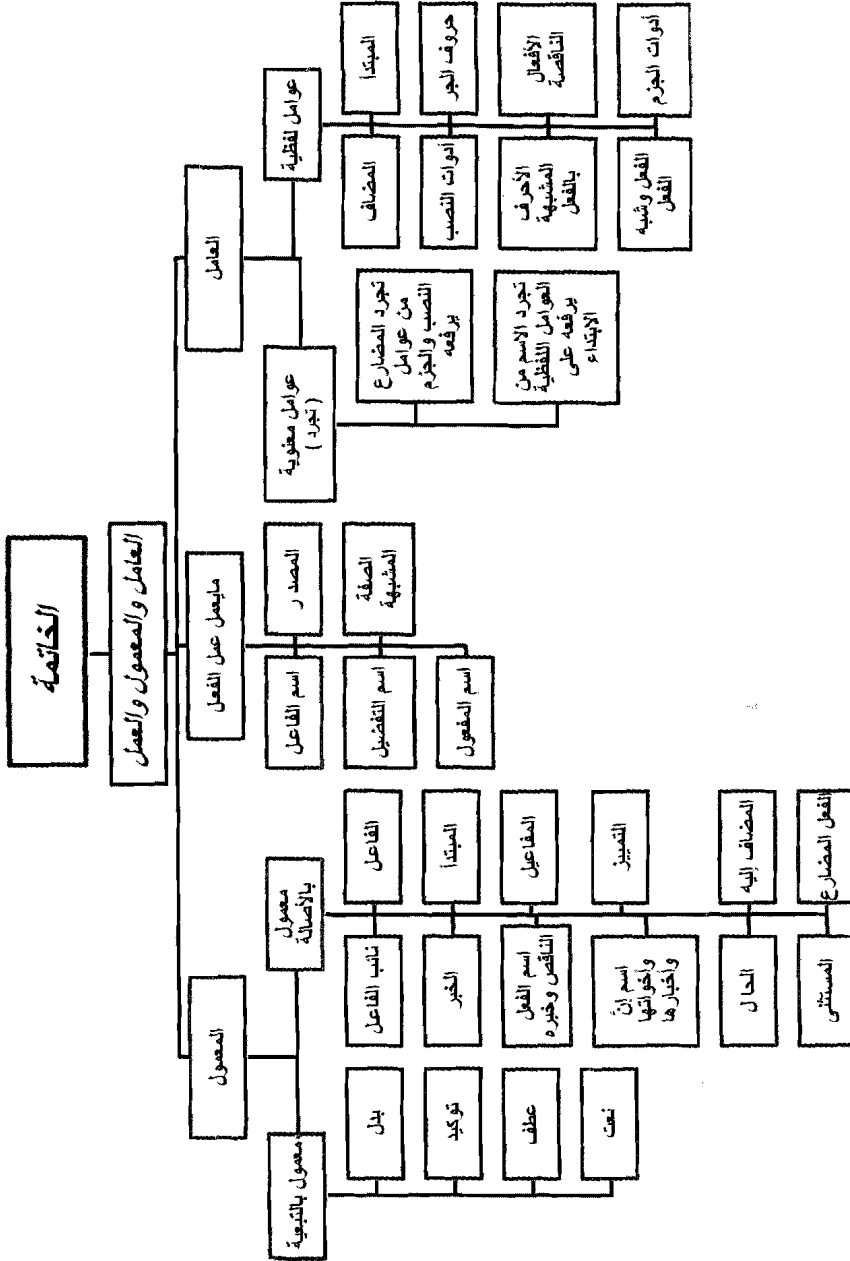 الخاتمة
العامل والمعمول والعمل
العامل
عوامل لفظية
المبتدأ
المضاف
حروف الجر
أدوات النصب
الأفعال
الناقصة
الأحرف
المشبهة
بالفعل
أدوات الجزم
الفعل وشبه
الفعل
عوامل معنوية
( تجرد )
تجرد المضارع
من عوامل
النصب والجزم
يرفعه
تجرد الاسم من
العوامل اللفظية
يرفعه على
الابتداء
مايعمل عمل الفعل
المصدر
اسم الفاعل
الصفة
المشبهة
اسم التفضيل
اسم المفعول
المعمول
معمول
بالأصالة
الفاعل
نائب الفاعل
المبتدأ
الخبر
المفاعيل
اسم الفعل
الناقص وخبره
التمييز
اسم إنّ
وأخواتها
وأخبارها
المضاف إليه
الحال
الفعل المضارع
المستثنى
معمول بالتبعية
بدل
توكيد
عطف
نعت